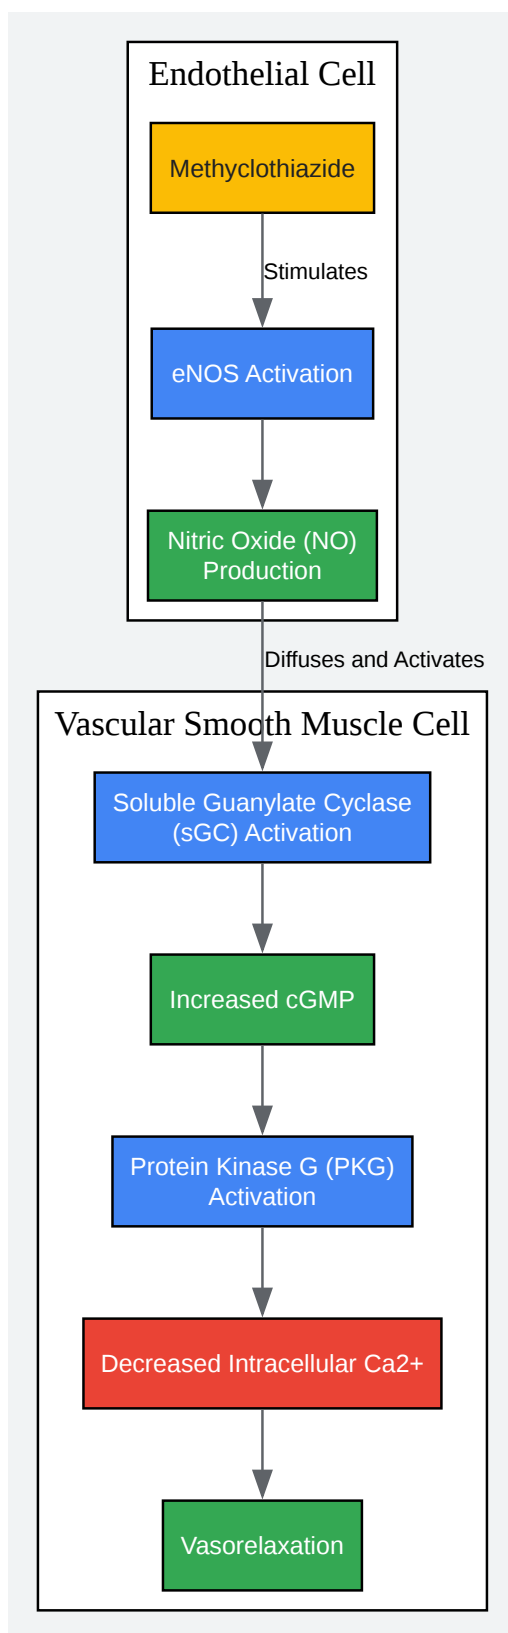 Endothelial Cell
Methyclothiazide
Stimulates
eNOS Activation
Nitric Oxide (NO)
Production
Diffuses and Activates
Vascular Smooth Muscle Cell
Soluble Guanylate Cyclase
(sGC) Activation
Increased cGMP
Protein Kinase G (PKG)
Activation
Decreased Intracellular Ca2+
Vasorelaxation